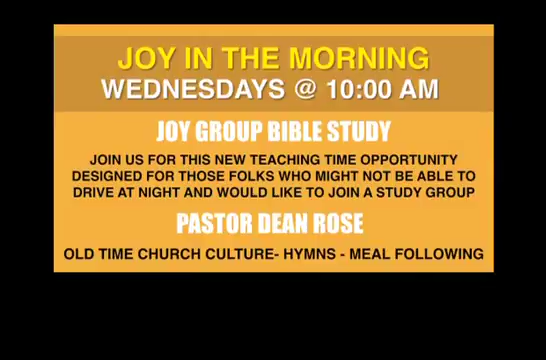 JOY IN THE MORNING
WEDNESDAYS @ 10:00 AM
JOY GROUP BIBLE STUDY
JOIN US FOR THIS NEW TEACHING TIME OPPORTUNITY
DESIGNED FOR THOSE FOLKS WHO MIGHT NOT BE ABLE TO
DRIVE AT NIGHT AND WOULD LIKE TO JOIN A STUDY GROUP
PASTOR DEAN ROSE
OLD TIME CHURCH CULTURE- HYMNS - MEAL FOLLOWING